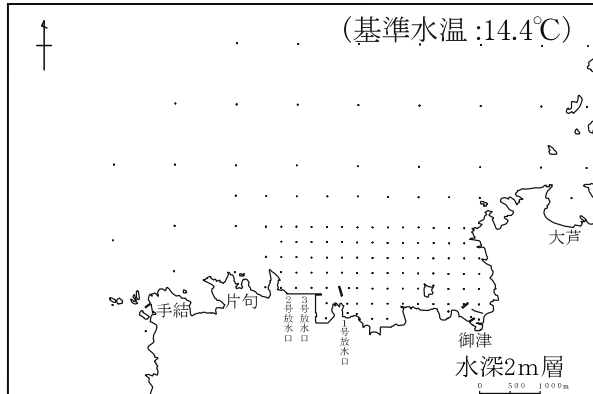 （基準水温 :14.4℃）
大芦
片句
手結
2号放水口
3号放水口
1号放水口
御津
水深2m層
0 500 1000m